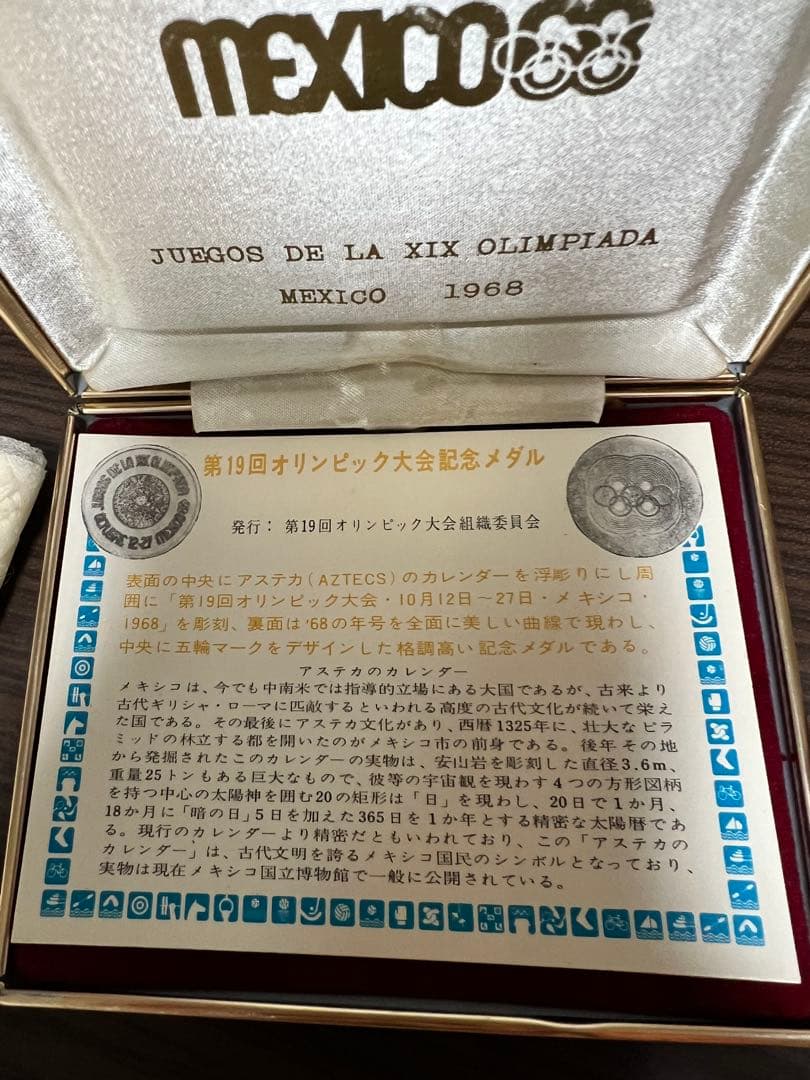 MEXICO68
JUEGOS DE LA XIX OLIMPIADA
MEXICO 1968
第19回オリンピック大会記念メダル
発行：第19回オリンピック大会組織委員会
表面の中央にアステカ(AZTECS)のカレンダーを浮彫りにし周
囲に「第19回オリンピック大会・10月12日～27日・メキシコ・
1968」を彫刻、裏面は'68の年号を全面に美しい曲線で現わし、
中央に五輪マークをデザインした格調高い記念メダルである。
アステカのカレンダー
メキシコは、今でも中南米では指導的立場にある大国であるが、古来より
古代ギリシャ・ローマに匹敵するといわれる高度の古代文化が続いて栄え
た国である。その最後にアステカ文化があり、西暦1325年に、壮大なピラ
ミッドの林立する都を開いたのがメキシコ市の前身である。後年その地
から発掘されたこのカレンダーの実物は、安山岩を彫刻した直径3.6m、
重量25トンもある巨大なもので、彼等の宇宙観を現わす4つの方形図柄
を持つ中心の太陽神を囲む20の矩形は「日」を現わし、20日で1か月、
18か月に「暗の日」5日を加えた365日を1か年とする精密な太陽暦であ
る。現行のカレンダーより精密だともいわれており、この「アステカの
カレンダー」は、古代文明を誇るメキシコ国民のシンボルとなっており、
実物は現在メキシコ国立博物館で一般に公開されている。
JUEGOS DE LA XIX OLIMPIADA